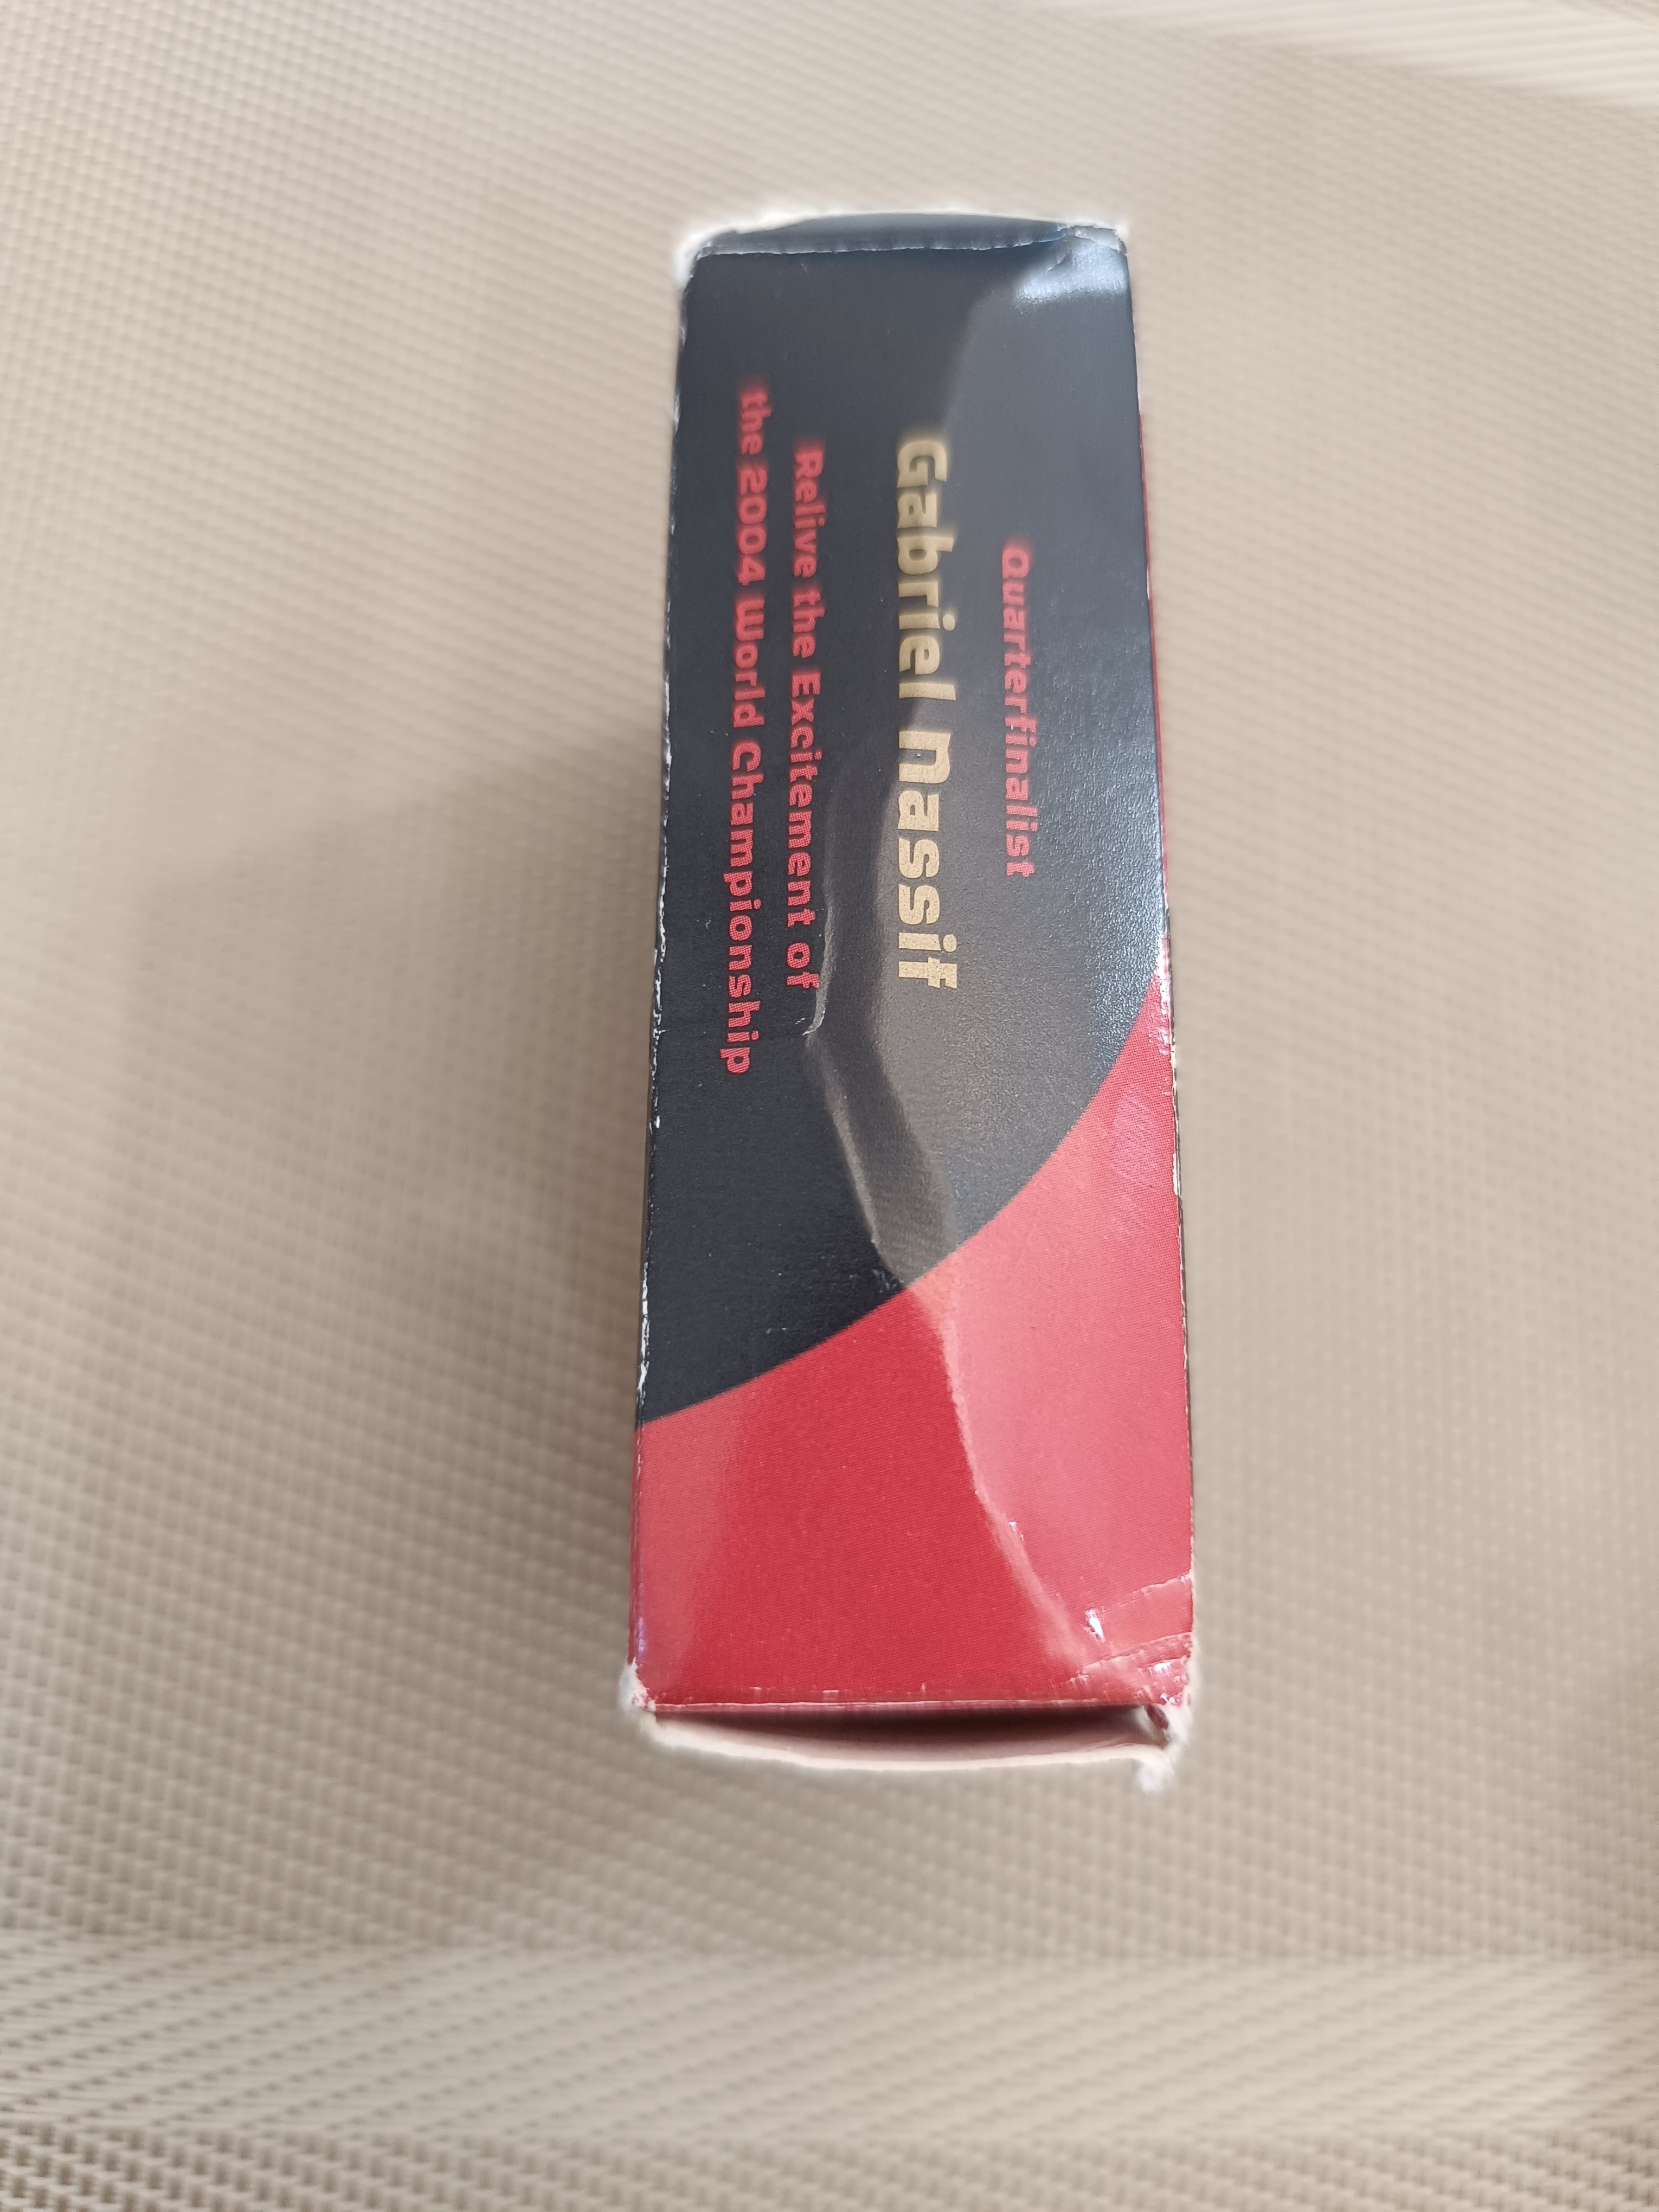 Quarterfinalist
Gabriel Nassif
Relive the Excitement of
the 2004 World Championship